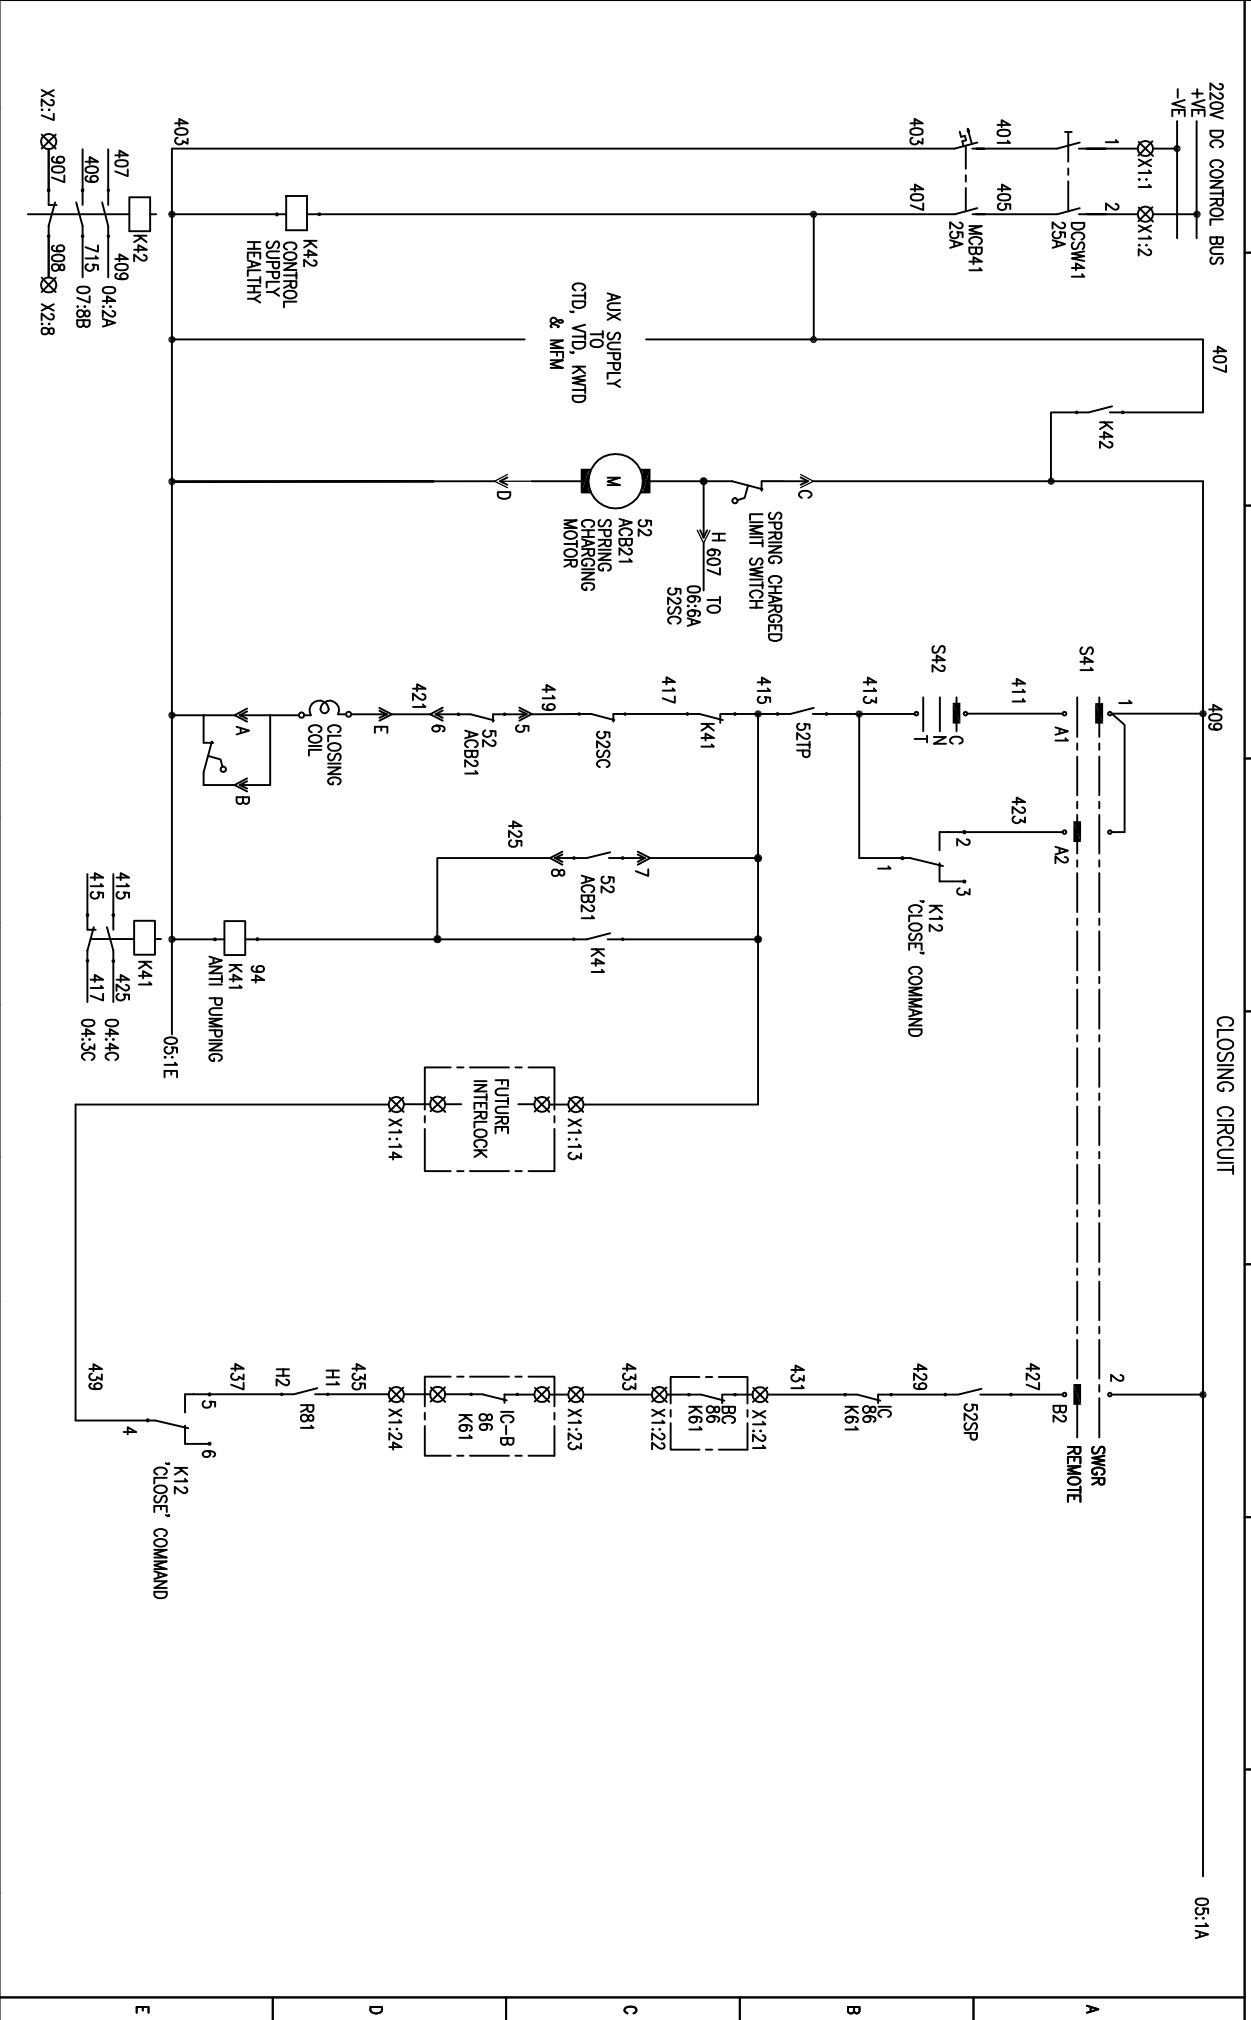 CLOSING CIRCUIT
220V DC CONTROL BUS
+VE
-VE
1
X1:1
2
X1:2
DCSW41
25A
401
405
MCB41
25A
403
407
403
K42
CONTROL
SUPPLY
HEALTHY
K42
407
409
04:2A
409
715
07:8B
X2:7
907
908
X2:8
AUX SUPPLY
TO
CTD, VTD, KWTD
& MFM
407
K42
C
SPRING CHARGED
LIMIT SWITCH
H 607
TO
06:6A
52SC
M
52
ACB21
SPRING
CHARGING
MOTOR
D
409
1
S41
A1
A2
411
423
S42
C
N
T
2
3
1
K12
'CLOSE' COMMAND
413
52TP
415
417
K41
52SC
419
5
52
ACB21
6
421
E
CLOSING
COIL
A
B
7
52
ACB21
8
425
K41
94
K41
ANTI PUMPING
05:1E
K41
415
425
04:4C
415
417
04:3C
X1:13
FUTURE
INTERLOCK
X1:14
2
SWGR
REMOTE
B2
427
52SP
429
IC
86
K61
431
X1:21
BC
86
K61
X1:22
433
X1:23
IC-B
86
K61
X1:24
435
H1
R81
H2
437
5
6
4
K12
'CLOSE' COMMAND
439
05:1A
A
B
C
D
E